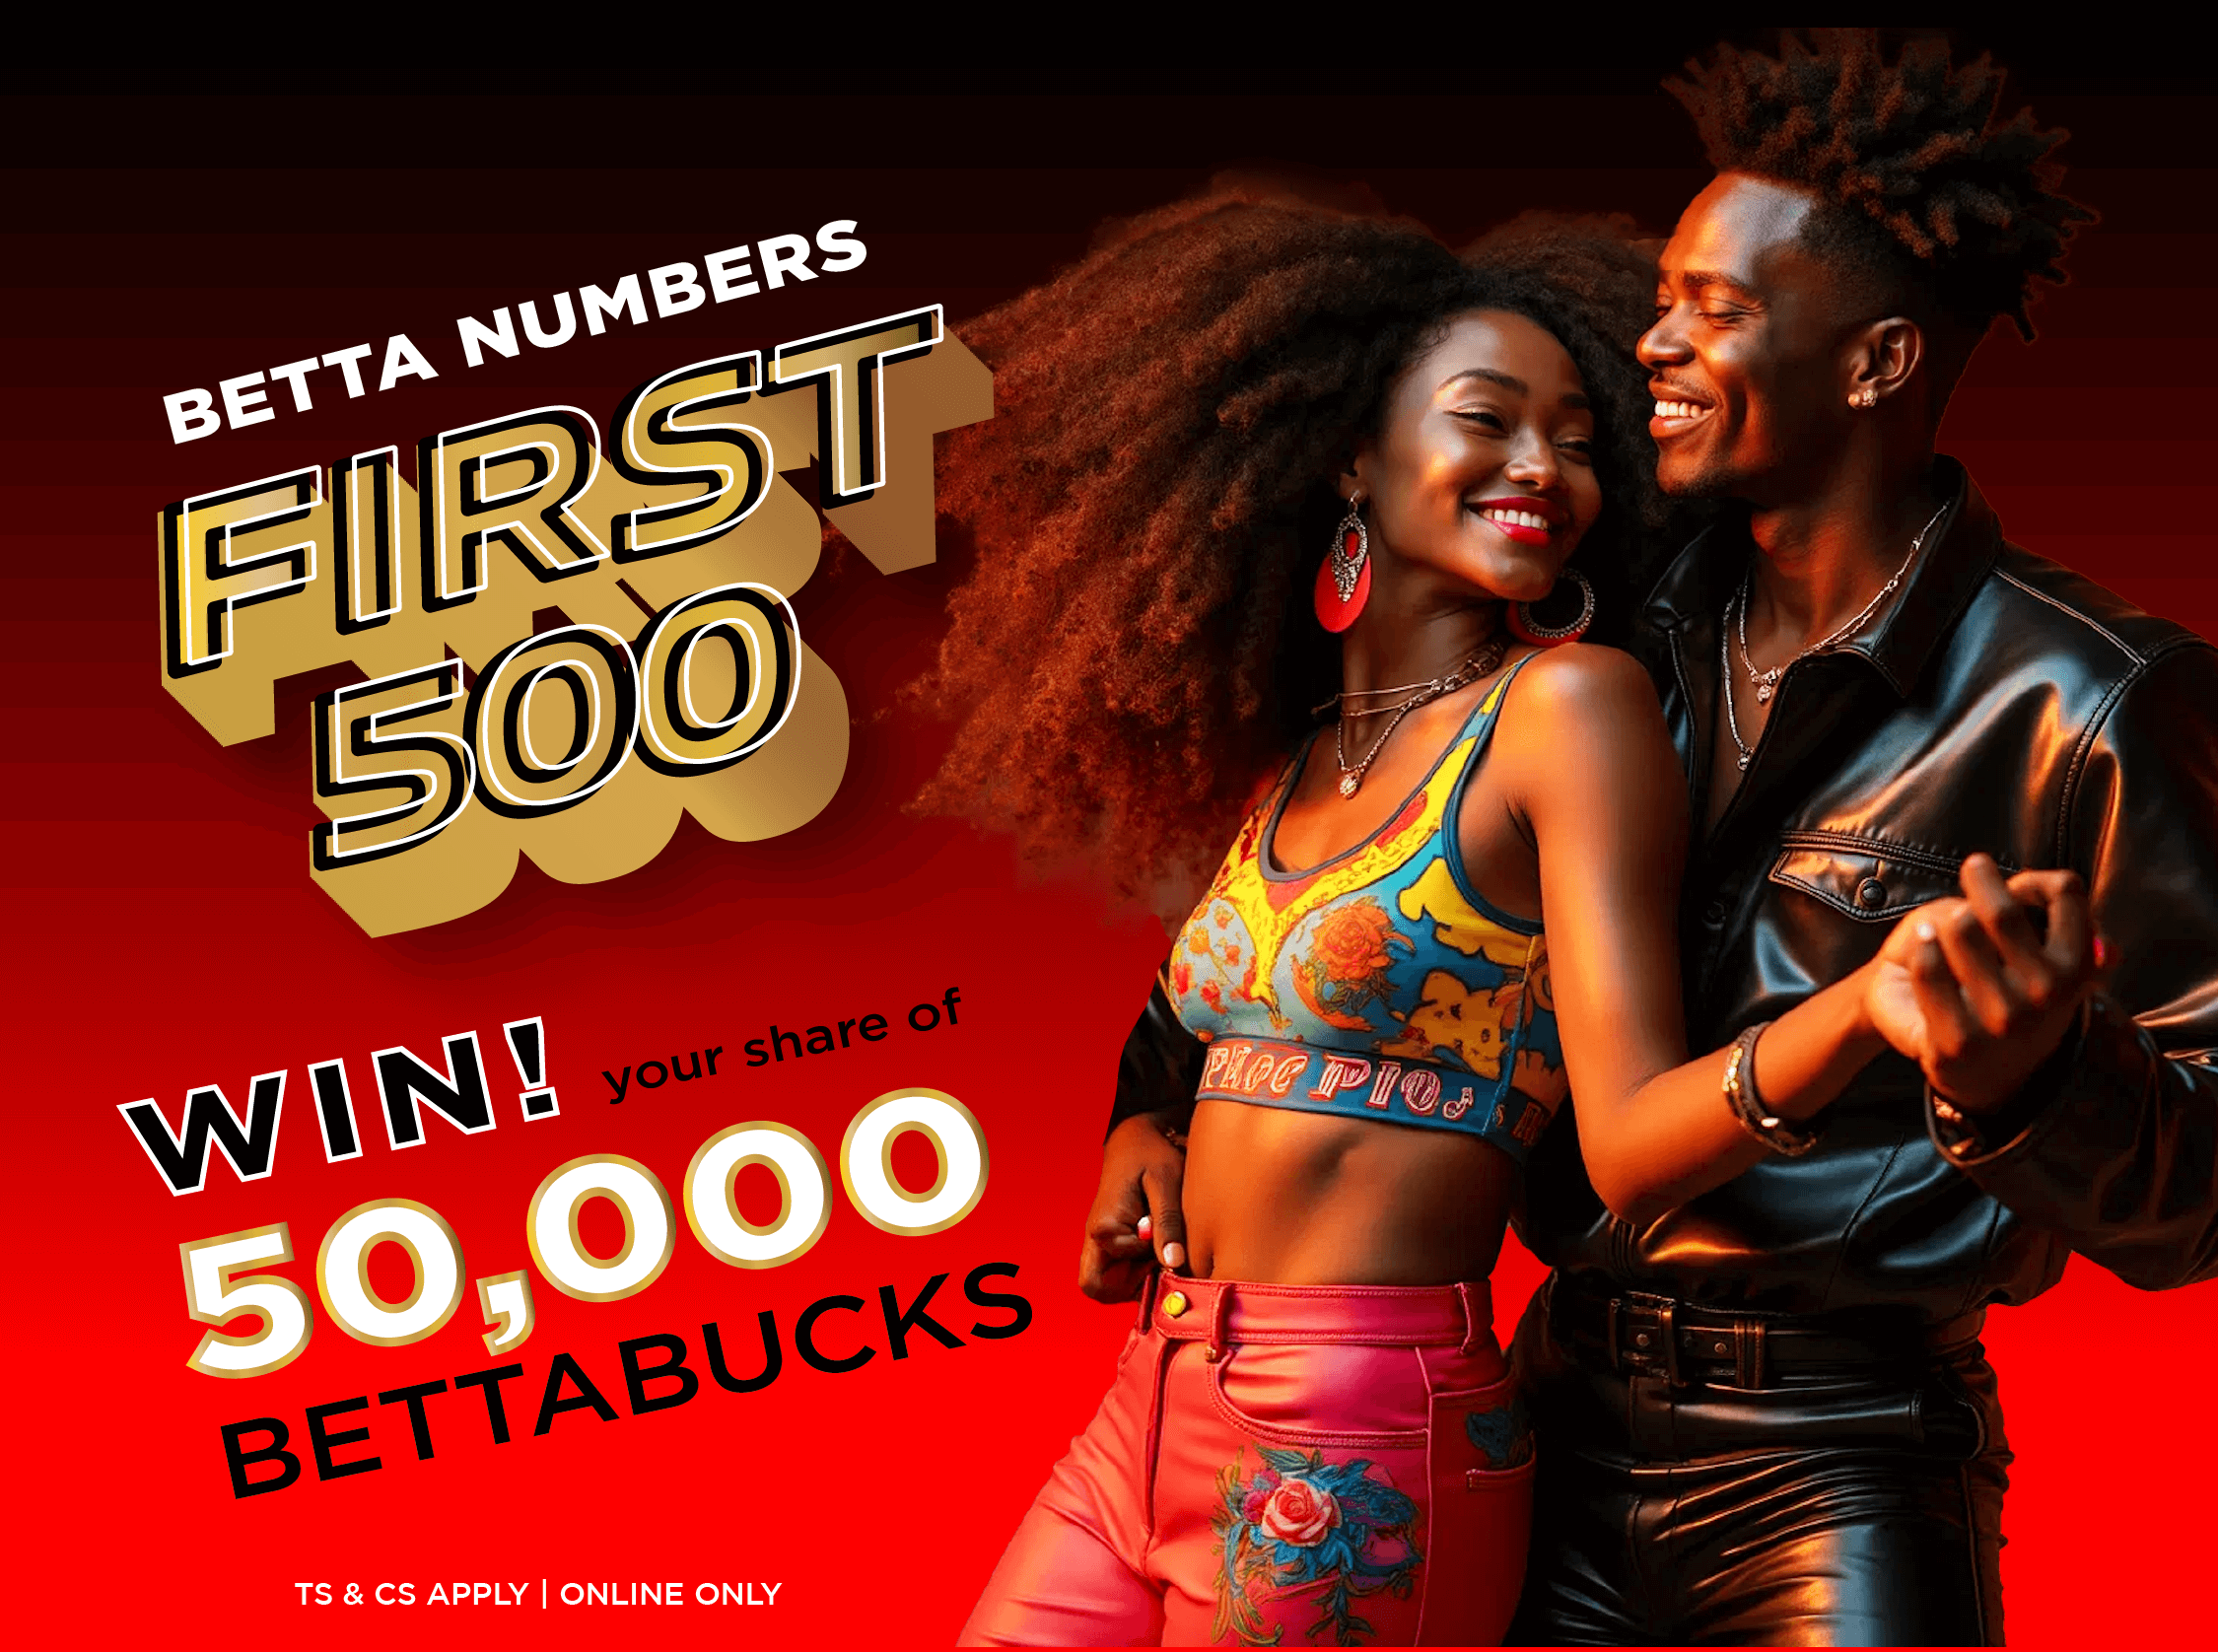 BETTA NUMBERS
FIRST
500
WIN! your share of
50,000
BETTABUCKS
TS & CS APPLY | ONLINE ONLY